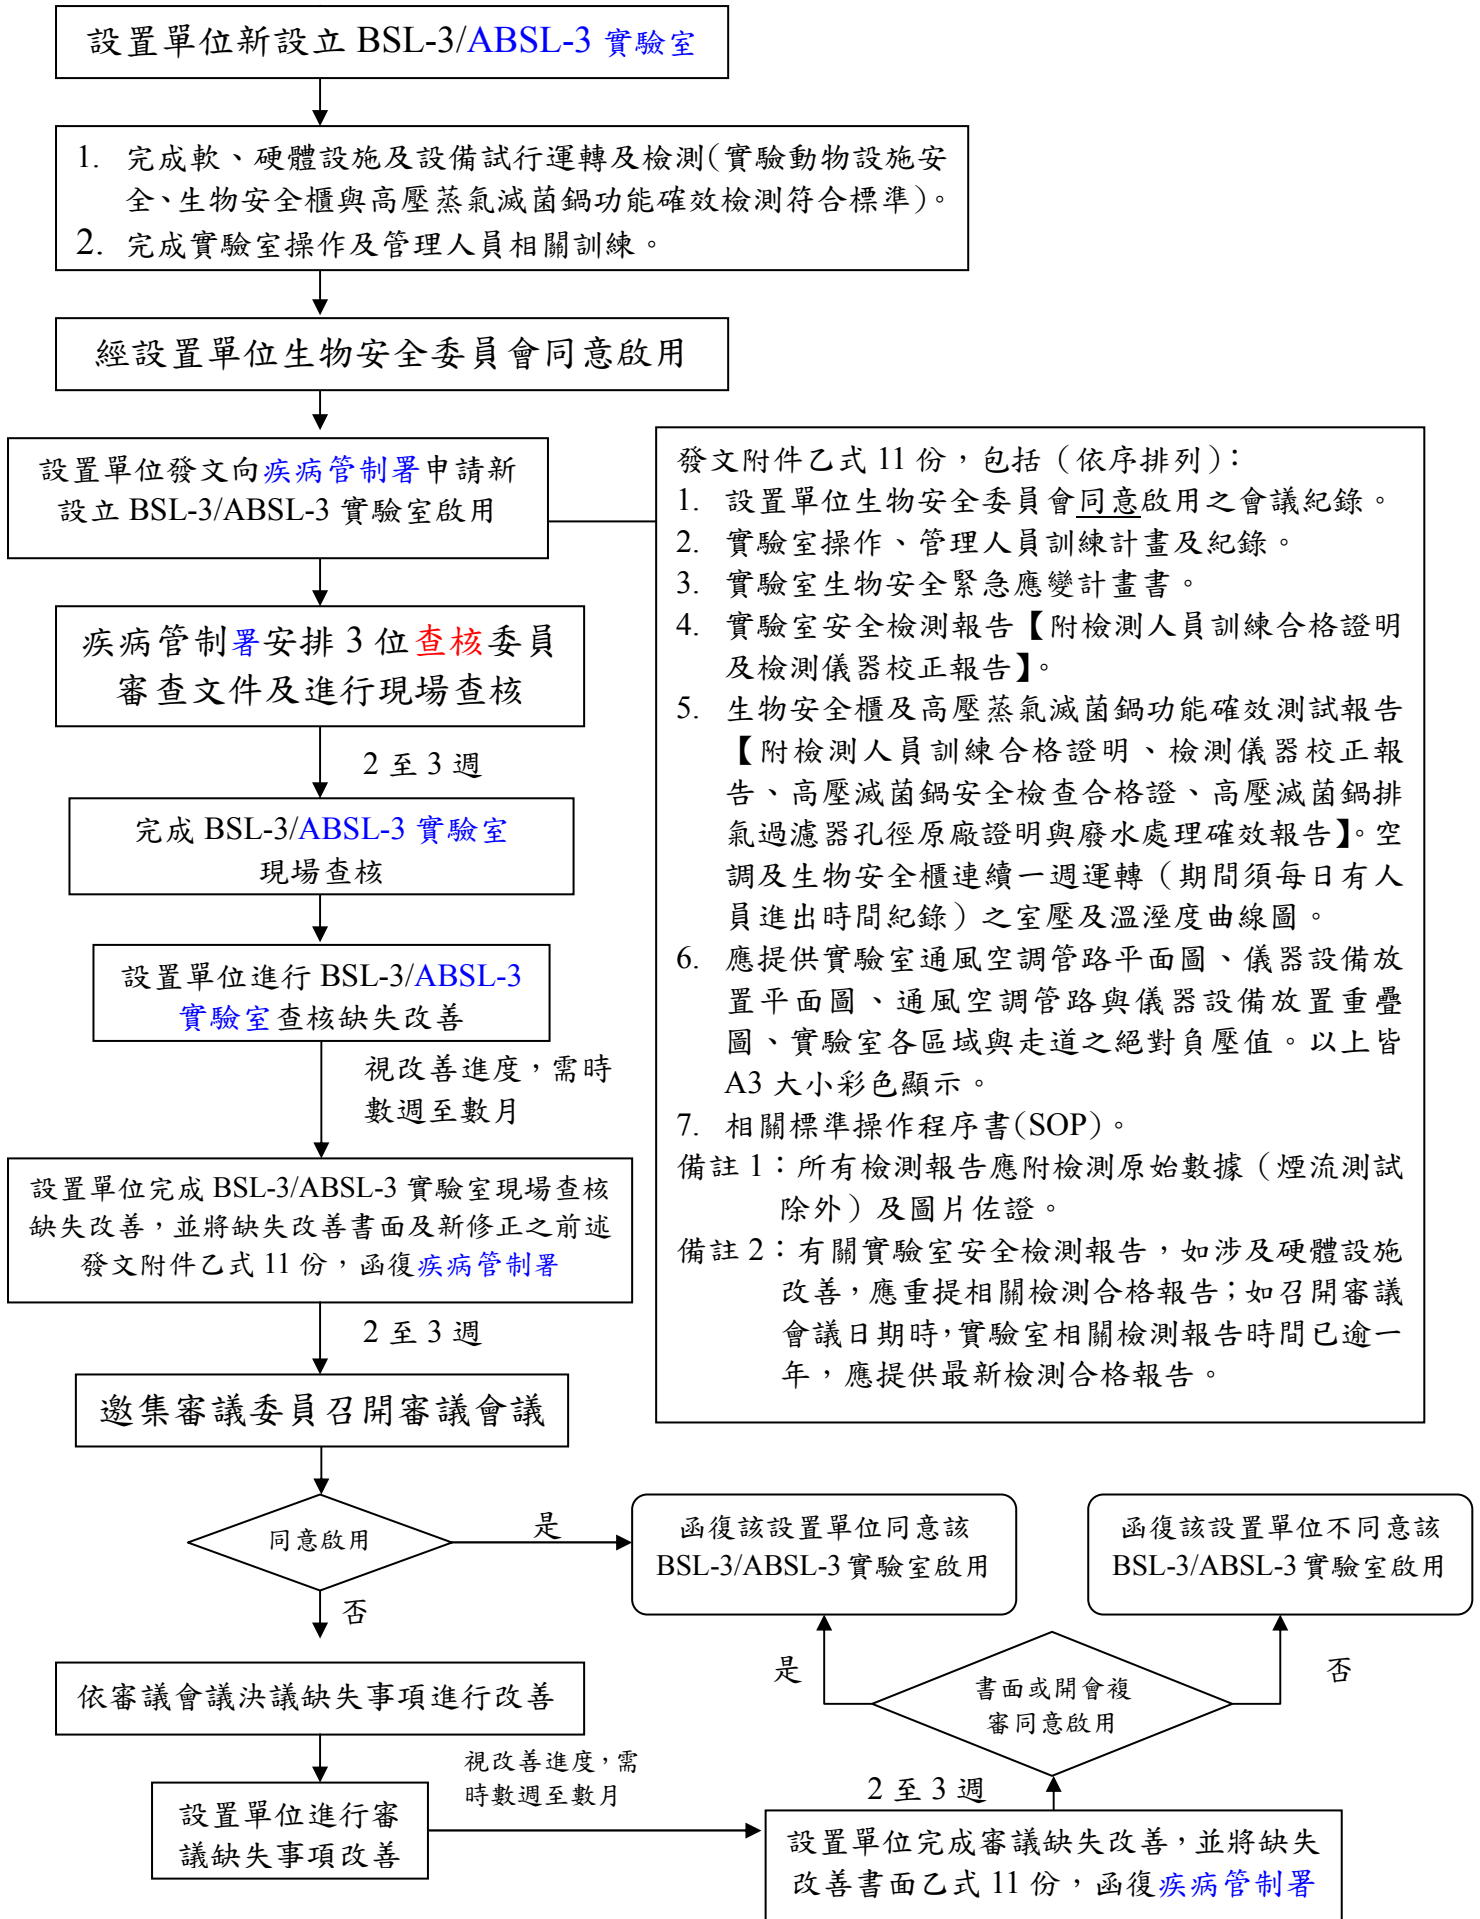 設置單位新設立 BSL-3/ABSL-3 實驗室
1. 完成軟、硬體設施及設備試行運轉及檢測(實驗動物設施安
全、生物安全櫃與高壓蒸氣滅菌鍋功能確效檢測符合標準)。
2. 完成實驗室操作及管理人員相關訓練。
經設置單位生物安全委員會同意啟用
設置單位發文向疾病管制署申請新
設立 BSL-3/ABSL-3 實驗室啟用
疾病管制署安排 3 位查核委員
審查文件及進行現場查核
2 至 3 週
完成 BSL-3/ABSL-3 實驗室
現場查核
設置單位進行 BSL-3/ABSL-3
實驗室查核缺失改善
視改善進度，需時
數週至數月
設置單位完成 BSL-3/ABSL-3 實驗室現場查核
缺失改善，並將缺失改善書面及新修正之前述
發文附件乙式 11 份，函復疾病管制署
2 至 3 週
邀集審議委員召開審議會議
發文附件乙式 11 份，包括（依序排列）：
1. 設置單位生物安全委員會同意啟用之會議紀錄。
2. 實驗室操作、管理人員訓練計畫及紀錄。
3. 實驗室生物安全緊急應變計畫書。
4. 實驗室安全檢測報告【附檢測人員訓練合格證明
及檢測儀器校正報告】。
5. 生物安全櫃及高壓蒸氣滅菌鍋功能確效測試報告
【附檢測人員訓練合格證明、檢測儀器校正報
告、高壓滅菌鍋安全檢查合格證、高壓滅菌鍋排
氣過濾器孔徑原廠證明與廢水處理確效報告】。空
調及生物安全櫃連續一週運轉（期間須每日有人
員進出時間紀錄）之室壓及溫溼度曲線圖。
6. 應提供實驗室通風空調管路平面圖、儀器設備放
置平面圖、通風空調管路與儀器設備放置重疊
圖、實驗室各區域與走道之絕對負壓值。以上皆
A3 大小彩色顯示。
7. 相關標準操作程序書(SOP)。
備註 1：所有檢測報告應附檢測原始數據（煙流測試
除外）及圖片佐證。
備註 2：有關實驗室安全檢測報告，如涉及硬體設施
改善，應重提相關檢測合格報告；如召開審議
會議日期時，實驗室相關檢測報告時間已逾一
年，應提供最新檢測合格報告。
同意啟用
是
函復該設置單位同意該
BSL-3/ABSL-3 實驗室啟用
函復該設置單位不同意該
BSL-3/ABSL-3 實驗室啟用
否
依審議會議決議缺失事項進行改善
是
書面或開會複
審同意啟用
否
設置單位進行審
議缺失事項改善
視改善進度，需
時數週至數月
2 至 3 週
設置單位完成審議缺失改善，並將缺失
改善書面乙式 11 份，函復疾病管制署